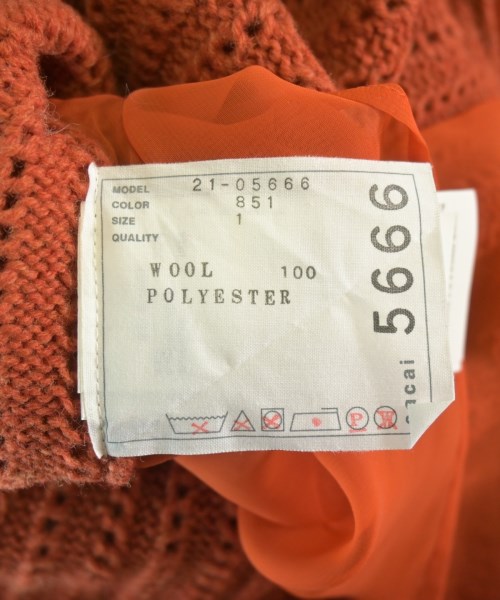 MODEL 21-05666
COLOR 851
SIZE 1
QUALITY
WOOL 100
POLYESTER
P W
5666